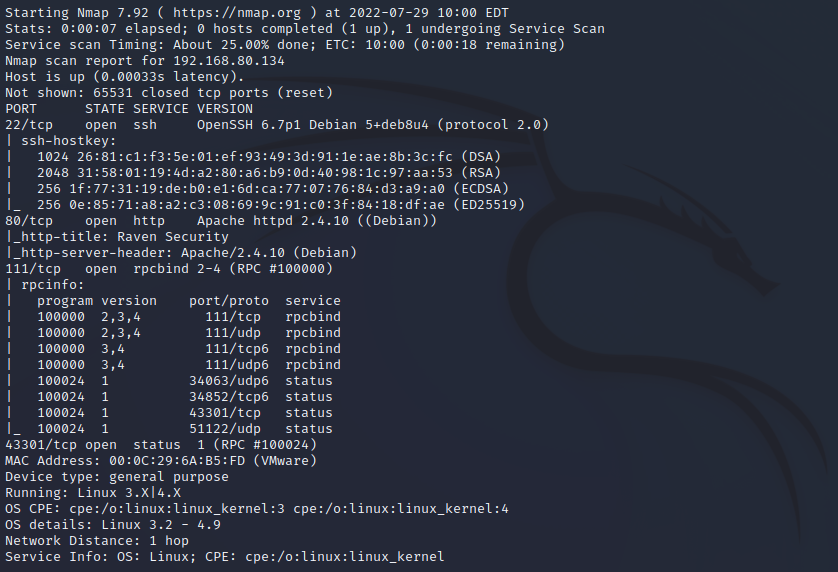 Starting Nmap 7.92 ( https://nmap.org ) at 2022-07-29 10:00 EDT
Stats: 0:00:07 elapsed; 0 hosts completed (1 up), 1 undergoing Service Scan
Service scan Timing: About 25.00% done; ETC: 10:00 (0:00:18 remaining)
Nmap scan report for 192.168.80.134
Host is up (0.00033s latency).
Not shown: 65531 closed tcp ports (reset)
PORT      STATE SERVICE VERSION
22/tcp    open  ssh     OpenSSH 6.7p1 Debian 5+deb8u4 (protocol 2.0)
| ssh-hostkey:
|   1024 26:81:c1:f3:5e:01:ef:93:49:3d:91:1e:ae:8b:3c:fc (DSA)
|   2048 31:58:01:19:4d:a2:80:a6:b9:0d:40:98:1c:97:aa:53 (RSA)
|   256 1f:77:31:19:de:b0:e1:6d:ca:77:07:76:84:d3:a9:a0 (ECDSA)
|_  256 0e:85:71:a8:a2:c3:08:69:9c:91:c0:3f:84:18:df:ae (ED25519)
80/tcp    open  http    Apache httpd 2.4.10 ((Debian))
|_http-title: Raven Security
|_http-server-header: Apache/2.4.10 (Debian)
111/tcp   open  rpcbind 2-4 (RPC #100000)
| rpcinfo:
|   program version    port/proto  service
|   100000  2,3,4        111/tcp   rpcbind
|   100000  2,3,4        111/udp   rpcbind
|   100000  3,4          111/tcp6  rpcbind
|   100000  3,4          111/udp6  rpcbind
|   100024  1          34063/udp6  status
|   100024  1          34852/tcp6  status
|   100024  1          43301/tcp   status
|_  100024  1          51122/udp   status
43301/tcp open  status  1 (RPC #100024)
MAC Address: 00:0C:29:6A:B5:FD (VMware)
Device type: general purpose
Running: Linux 3.X|4.X
OS CPE: cpe:/o:linux:linux_kernel:3 cpe:/o:linux:linux_kernel:4
OS details: Linux 3.2 - 4.9
Network Distance: 1 hop
Service Info: OS: Linux; CPE: cpe:/o:linux:linux_kernel